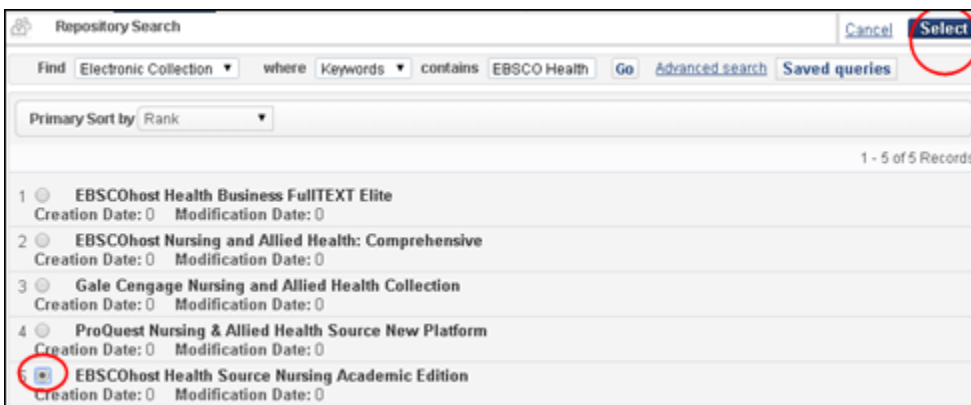 Repository Search Cancel Select
Find Electronic Collection where Keywords contains EBSCO Health Go Advanced search Saved queries
Primary Sort by Rank
1 - 5 of 5 Records
1 EBSCOhost Health Business FullTEXT Elite
Creation Date: 0 Modification Date: 0
2 EBSCOhost Nursing and Allied Health: Comprehensive
Creation Date: 0 Modification Date: 0
3 Gale Cengage Nursing and Allied Health Collection
Creation Date: 0 Modification Date: 0
4 ProQuest Nursing & Allied Health Source New Platform
Creation Date: 0 Modification Date: 0
5 EBSCOhost Health Source Nursing Academic Edition
Creation Date: 0 Modification Date: 0